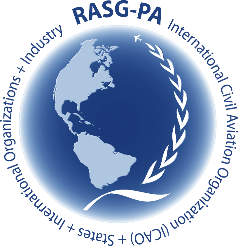 RASG-PA
International Civil Aviation Organization (ICAO) + States + International Organizations + Industry